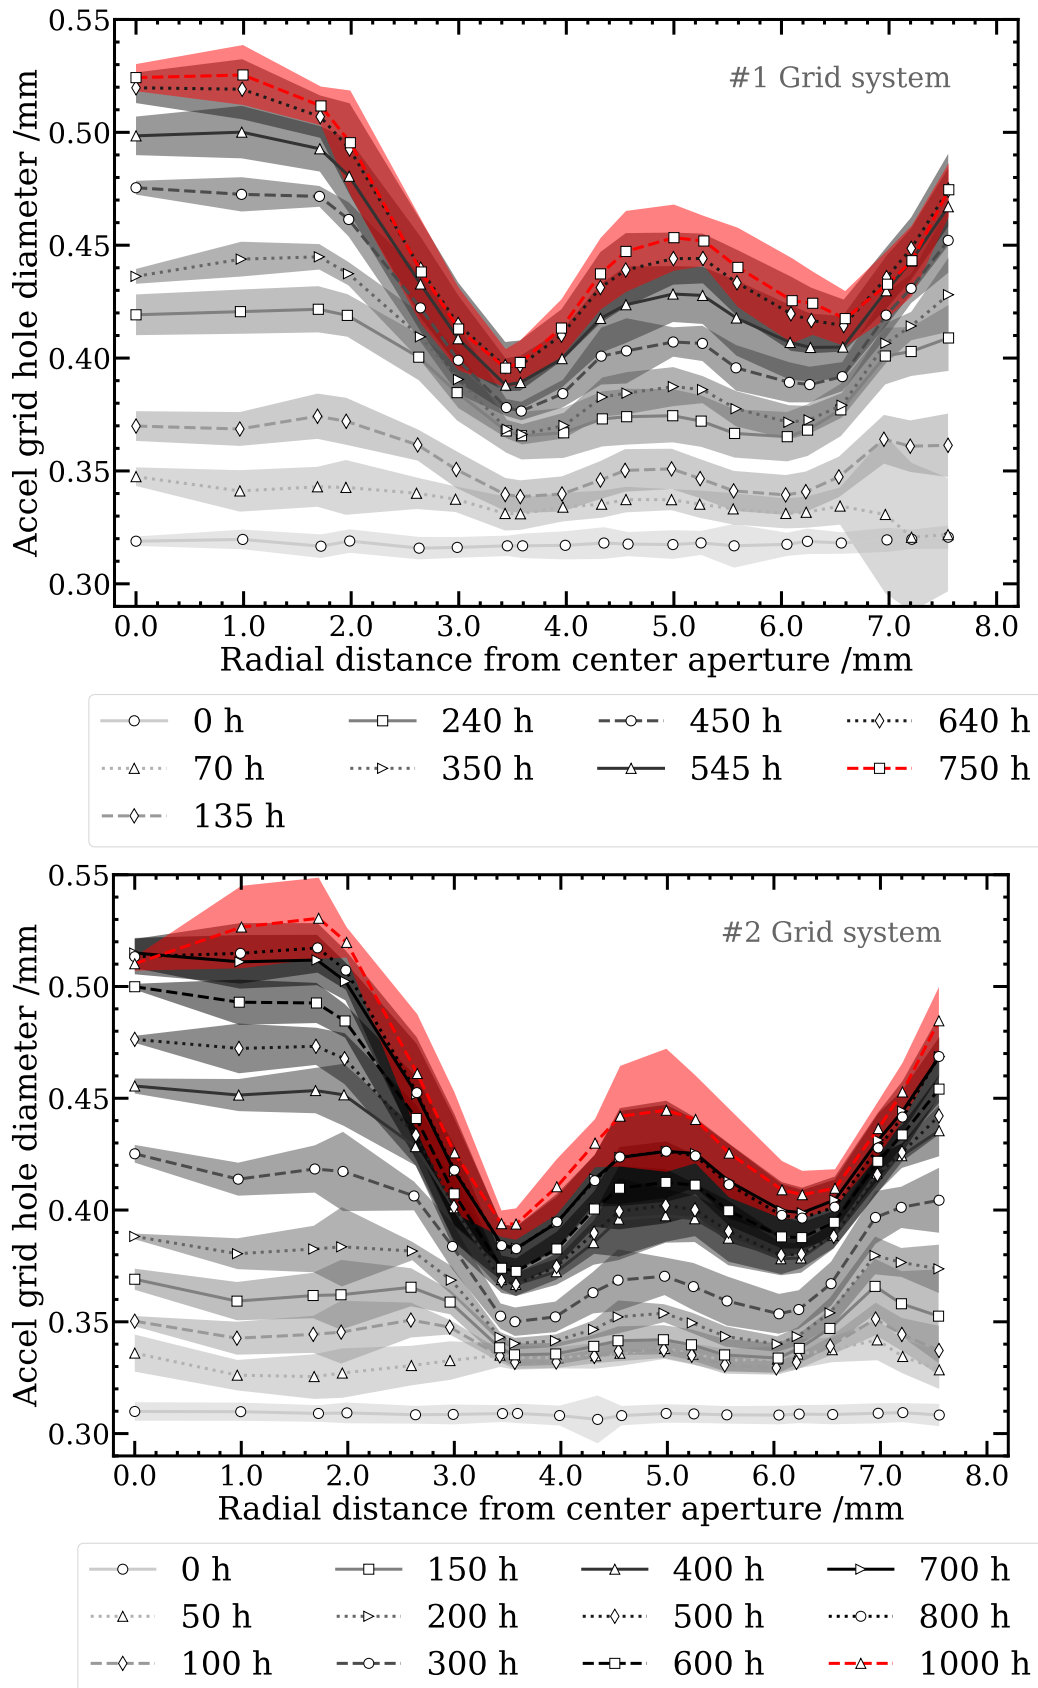 0.55
0.50
0.45
0.40
0.35
0.30
Accel grid hole diameter /mm
#1 Grid system
0.0 1.0 2.0 3.0 4.0 5.0 6.0 7.0 8.0
Radial distance from center aperture /mm
0 h 240 h 450 h 640 h
70 h 350 h 545 h 750 h
135 h
0.55
0.50
0.45
0.40
0.35
0.30
Accel grid hole diameter /mm
#2 Grid system
0.0 1.0 2.0 3.0 4.0 5.0 6.0 7.0 8.0
Radial distance from center aperture /mm
0 h 150 h 400 h 700 h
50 h 200 h 500 h 800 h
100 h 300 h 600 h 1000 h